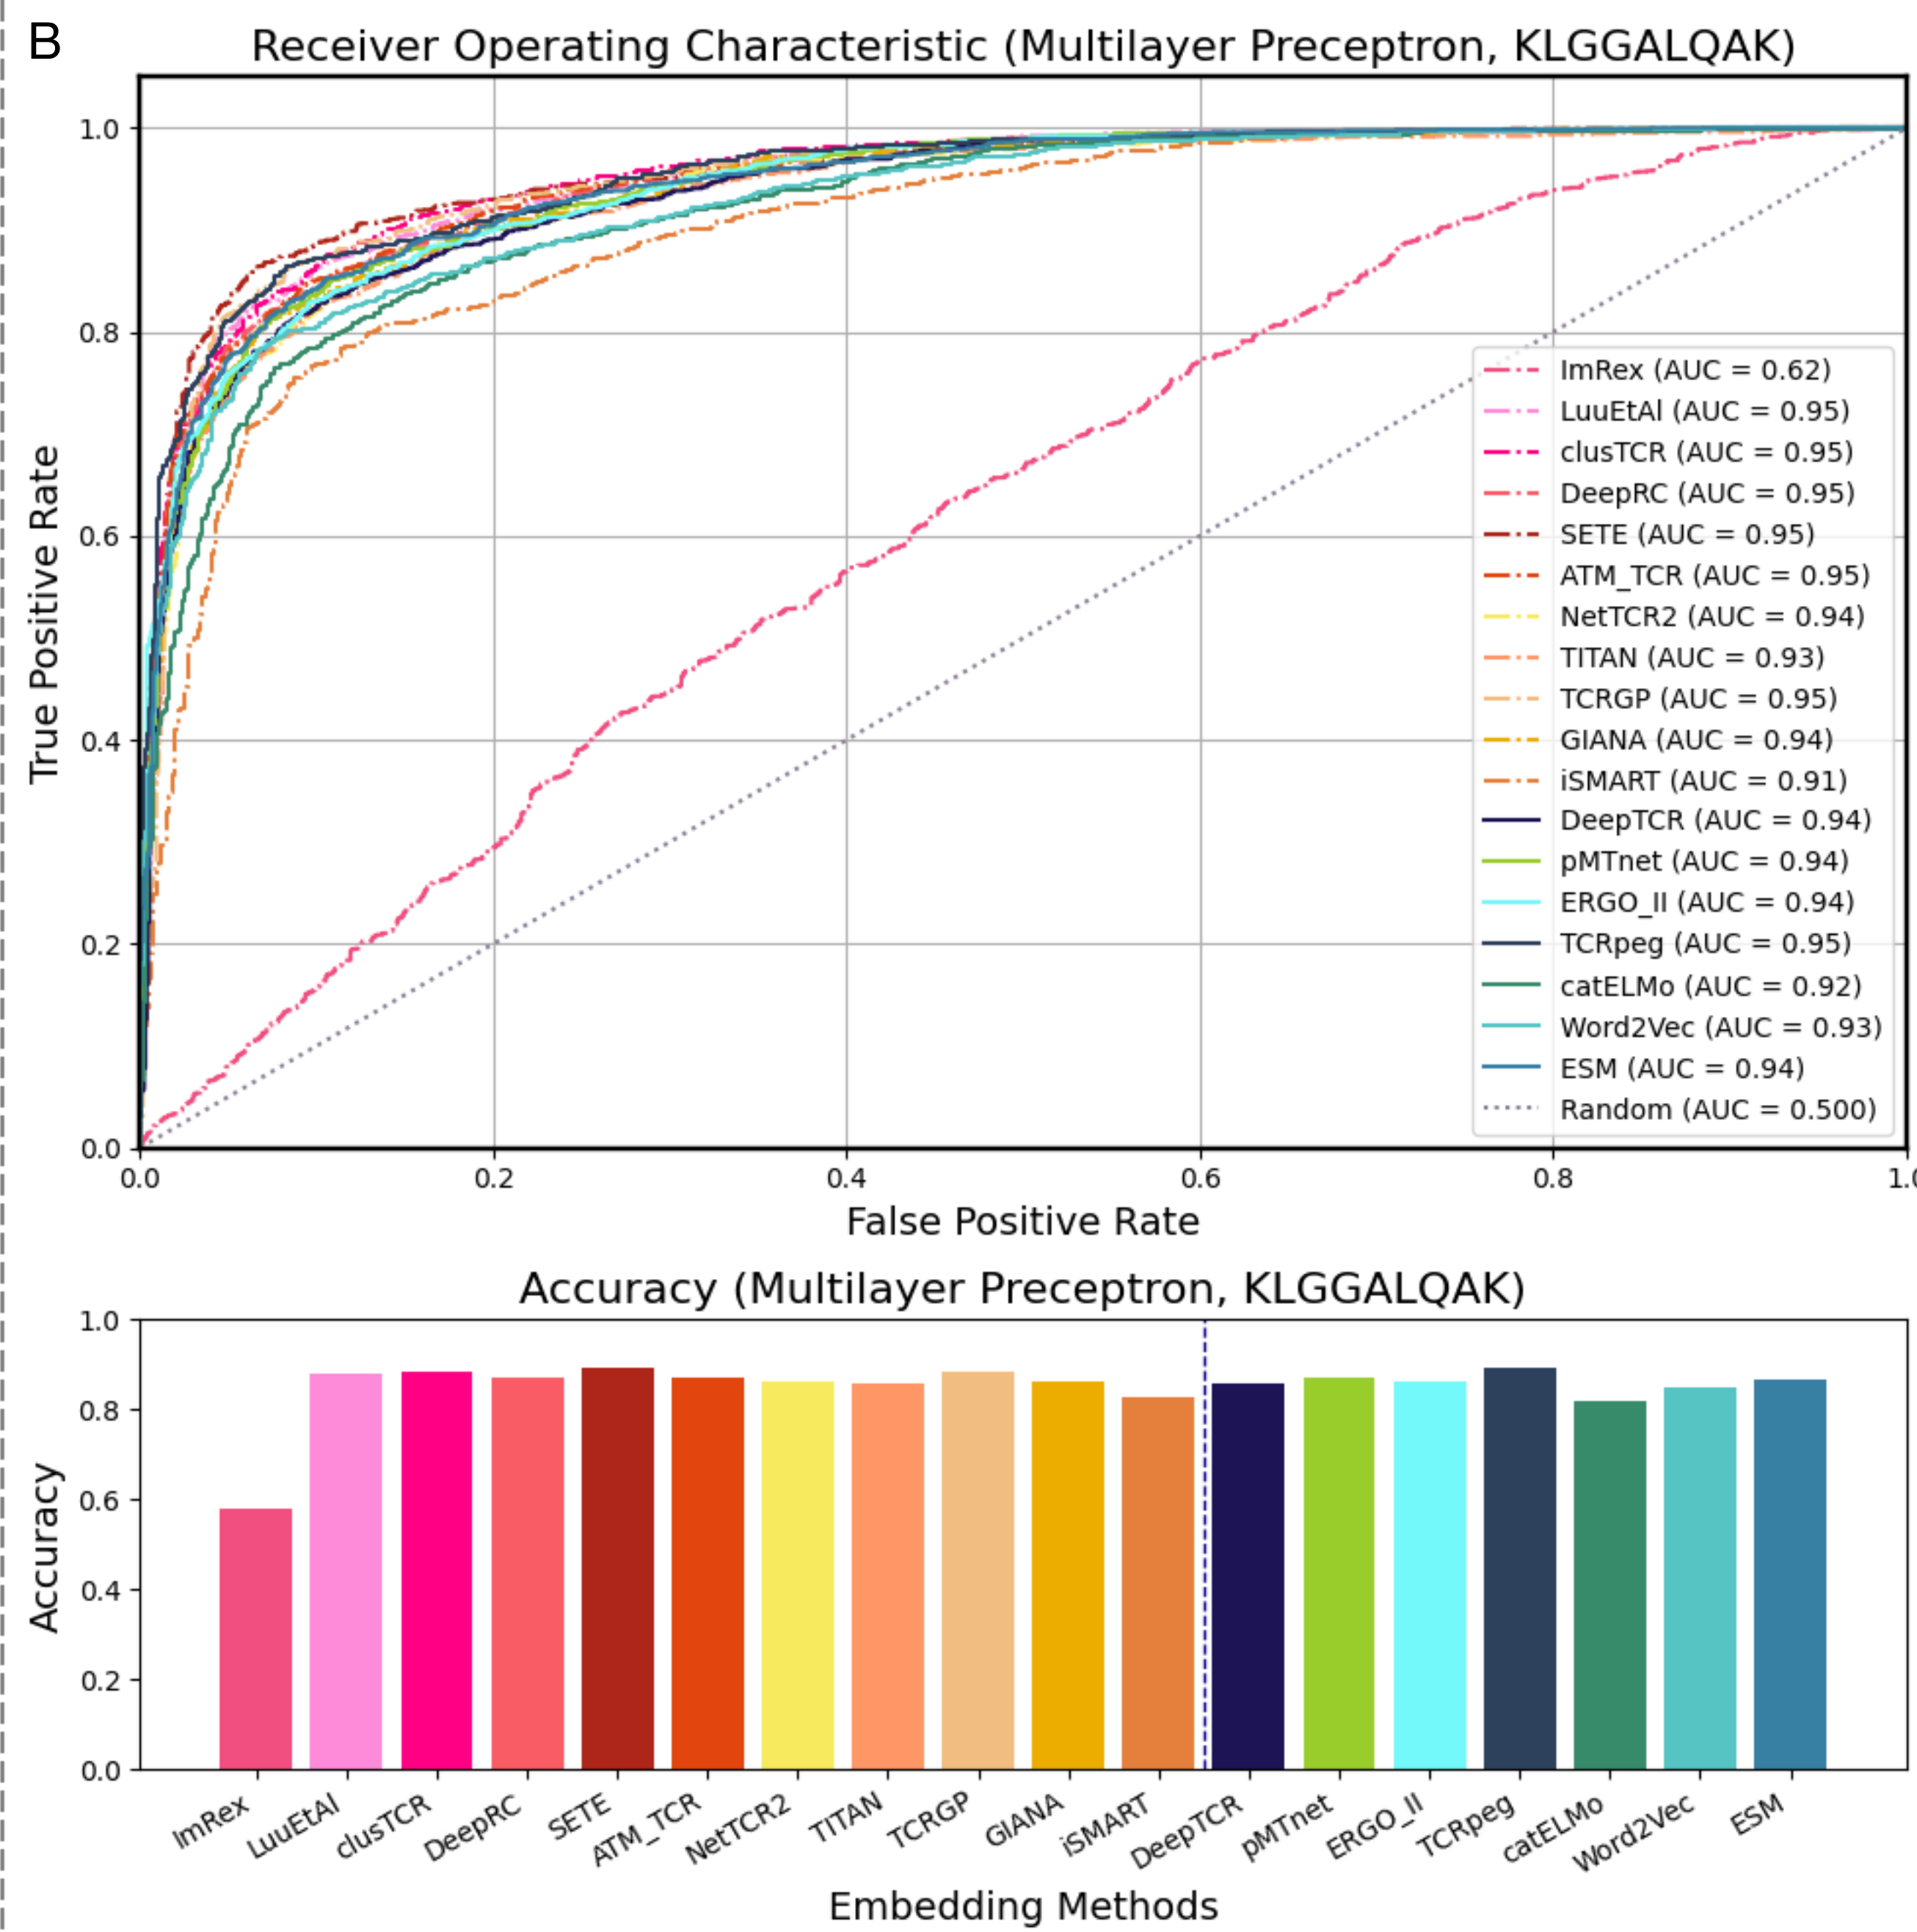 B
Receiver Operating Characteristic (Multilayer Preceptron, KLGGALQAK)
True Positive Rate
1.0
0.8
0.6
0.4
0.2
0.0
ImRex (AUC = 0.62)
LuuEtAl (AUC = 0.95)
clusTCR (AUC = 0.95)
DeepRC (AUC = 0.95)
SETE (AUC = 0.95)
ATM_TCR (AUC = 0.95)
NetTCR2 (AUC = 0.94)
TITAN (AUC = 0.93)
TCRGP (AUC = 0.95)
GIANA (AUC = 0.94)
iSMART (AUC = 0.91)
DeepTCR (AUC = 0.94)
pMTnet (AUC = 0.94)
ERGO_II (AUC = 0.94)
TCRpeg (AUC = 0.95)
catELMo (AUC = 0.92)
Word2Vec (AUC = 0.93)
ESM (AUC = 0.94)
Random (AUC = 0.500)
0.0 0.2 0.4 0.6 0.8 1.0
False Positive Rate
Accuracy (Multilayer Preceptron, KLGGALQAK)
Accuracy
1.0
0.8
0.6
0.4
0.2
0.0
ImRex LuuEtAl clusTCR DeepRC SETE ATM_TCR NetTCR2 TITAN TCRGP GIANA iSMART DeepTCR pMTnet ERGO_II TCRpeg catELMo Word2Vec ESM
Embedding Methods